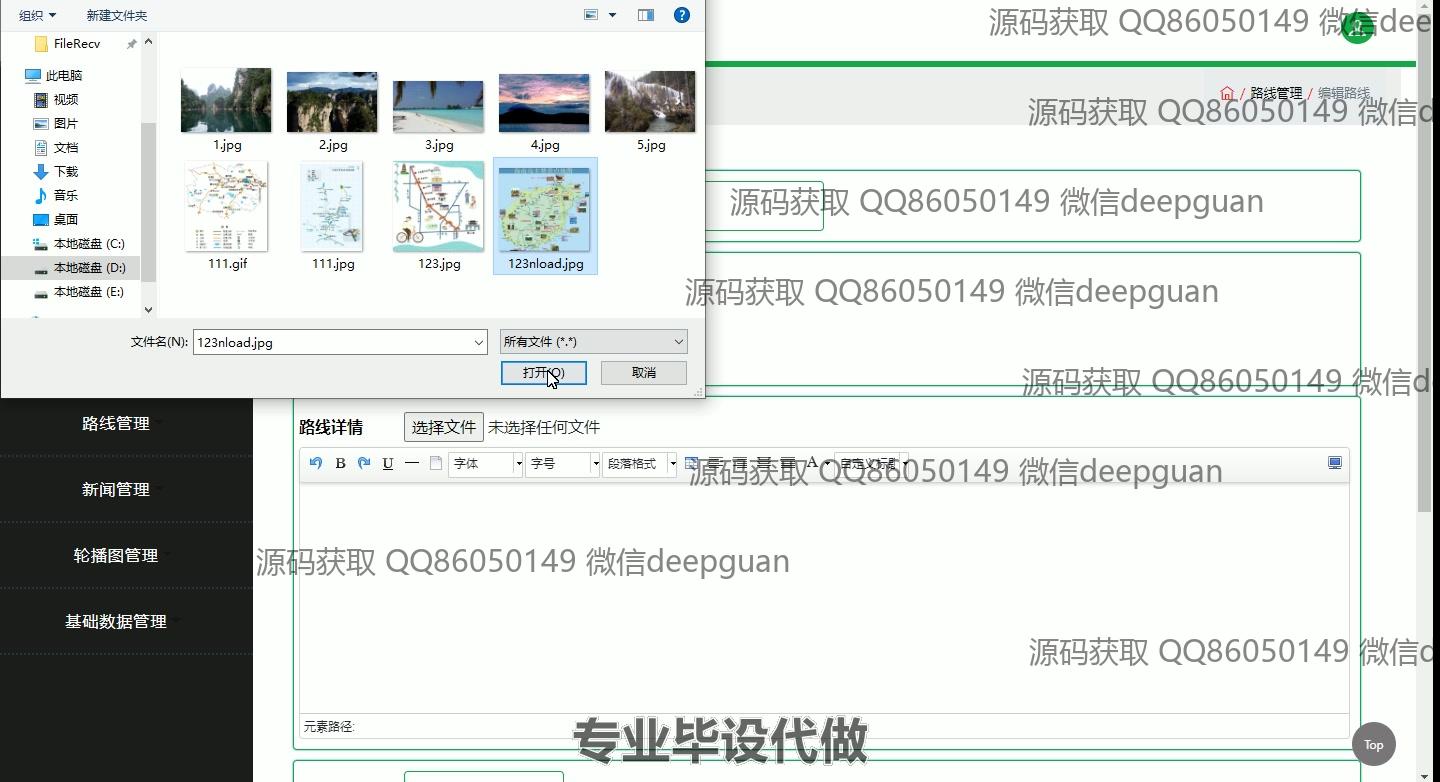 组织
新建文件夹
源码获取 QQ86050149 微信dee
FileRecv
此电脑
视频
图片
文档
下载
音乐
桌面
本地磁盘 (C:)
本地磁盘 (D:)
本地磁盘 (E:)
1.jpg
2.jpg
3.jpg
4.jpg
5.jpg
111.gif
111.jpg
123.jpg
123nload.jpg
/ 路线管理 / 编辑路线
源码获取 QQ86050149 微信d
源码获取 QQ86050149 微信deepguan
源码获取 QQ86050149 微信deepguan
文件名(N):
123nload.jpg
所有文件 (*.*)
打开(O)
取消
源码获取 QQ86050149 微信d
路线管理
新闻管理
轮播图管理
基础数据管理
路线详情
选择文件 未选择任何文件
B
U
字体
字号
段落格式
A
自定义标题
源码获取 QQ86050149 微信deepguan
源码获取 QQ86050149 微信deepguan
源码获取 QQ86050149 微信d
元素路径:
专业毕设代做
Top